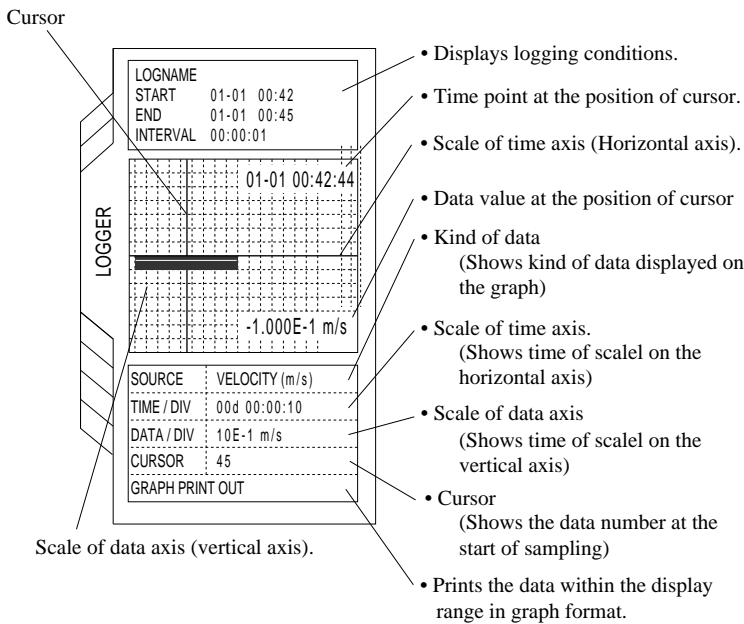 Cursor
LOGNAME
START 01-01 00:42
END 01-01 00:45
INTERVAL 00:00:01
01-01 00:42:44
LOGGER
-1.000E-1 m/s
SOURCE VELOCITY (m/s)
TIME / DIV 00d 00:00:10
DATA / DIV 10E-1 m/s
CURSOR 45
GRAPH PRINT OUT
Scale of data axis (vertical axis).
• Displays logging conditions.
• Time point at the position of cursor.
• Scale of time axis (Horizontal axis).
• Data value at the position of cursor
• Kind of data
(Shows kind of data displayed on
the graph)
• Scale of time axis.
(Shows time of scalel on the
horizontal axis)
• Scale of data axis
(Shows time of scalel on the
vertical axis)
• Cursor
(Shows the data number at the
start of sampling)
• Prints the data within the display
range in graph format.